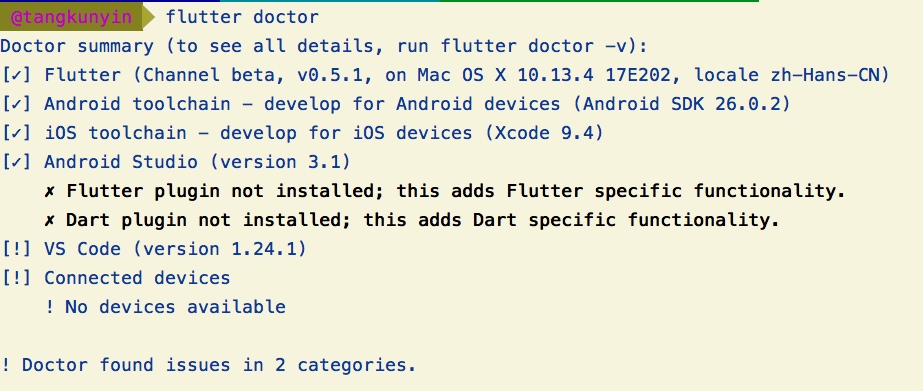 @tangkunyin flutter doctor
Doctor summary (to see all details, run flutter doctor -v):
[✓] Flutter (Channel beta, v0.5.1, on Mac OS X 10.13.4 17E202, locale zh-Hans-CN)
[✓] Android toolchain - develop for Android devices (Android SDK 26.0.2)
[✓] iOS toolchain - develop for iOS devices (Xcode 9.4)
[✓] Android Studio (version 3.1)
    ✗ Flutter plugin not installed; this adds Flutter specific functionality.
    ✗ Dart plugin not installed; this adds Dart specific functionality.
[!] VS Code (version 1.24.1)
[!] Connected devices
    ! No devices available
! Doctor found issues in 2 categories.